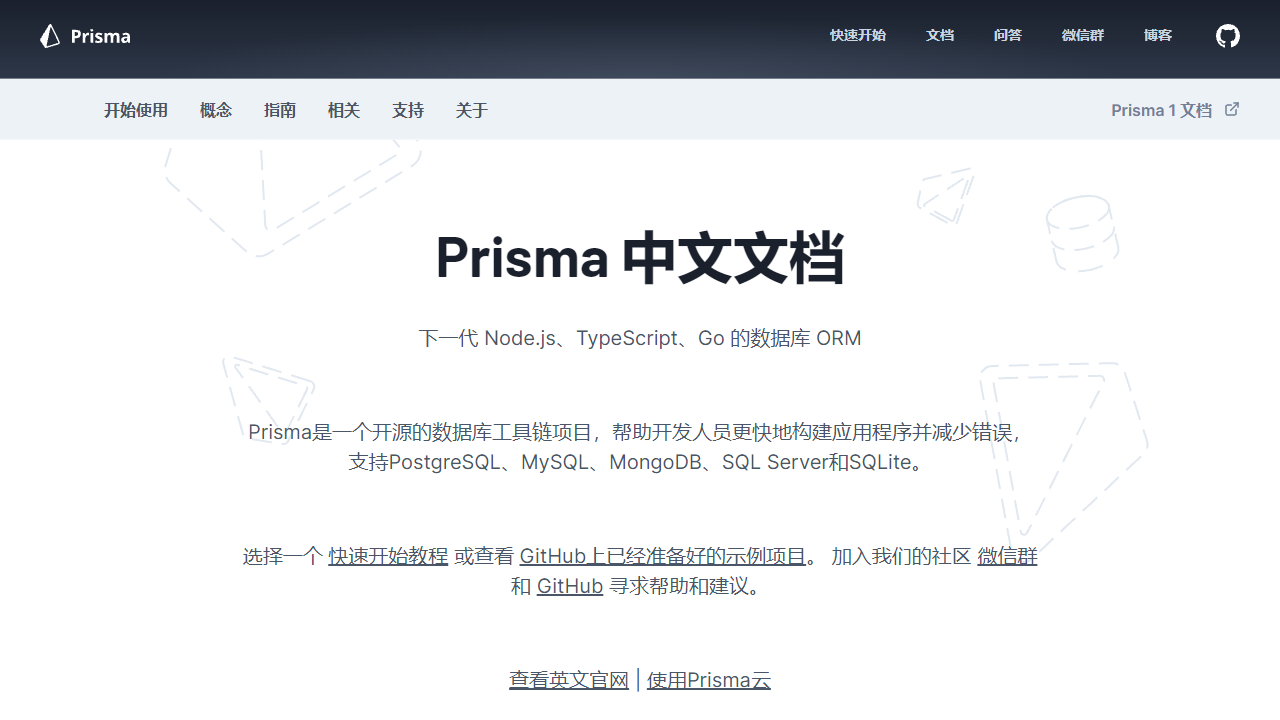 Prisma
快速开始 文档 问答 微信群 博客
开始使用 概念 指南 相关 支持 关于
Prisma 1 文档
Prisma 中文文档
下一代 Node.js、TypeScript、Go 的数据库 ORM
Prisma是一个开源的数据库工具链项目，帮助开发人员更快地构建应用程序并减少错误，
支持PostgreSQL、MySQL、MongoDB、SQL Server和SQLite。
选择一个 快速开始教程 或查看 GitHub上已经准备好的示例项目。 加入我们的社区 微信群
和 GitHub 寻求帮助和建议。
查看英文官网 | 使用Prisma云